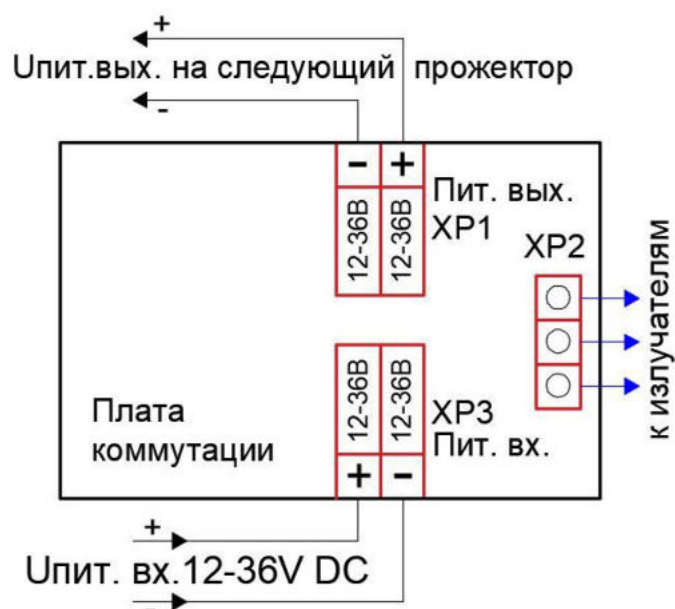 +
Uпит.вых. на следующий прожектор
-
- +
12-36В 12-36В
Пит. вых.
XP1
XP2
к излучателям
12-36В 12-36В
XP3
Пит. вх.
+ -
Плата
коммутации
+
Uпит. вх.12-36V DC
-